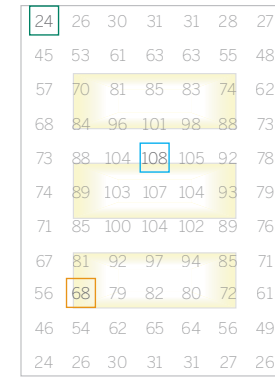 24 26 30 31 31 28 27
45 53 61 63 63 55 48
57 70 81 85 83 74 62
68 84 96 101 98 88 73
73 88 104 108 105 92 78
74 89 103 107 104 93 79
71 85 100 104 102 89 76
67 81 92 97 94 85 71
56 68 79 82 80 72 61
46 54 62 65 64 56 49
24 26 30 31 31 27 26